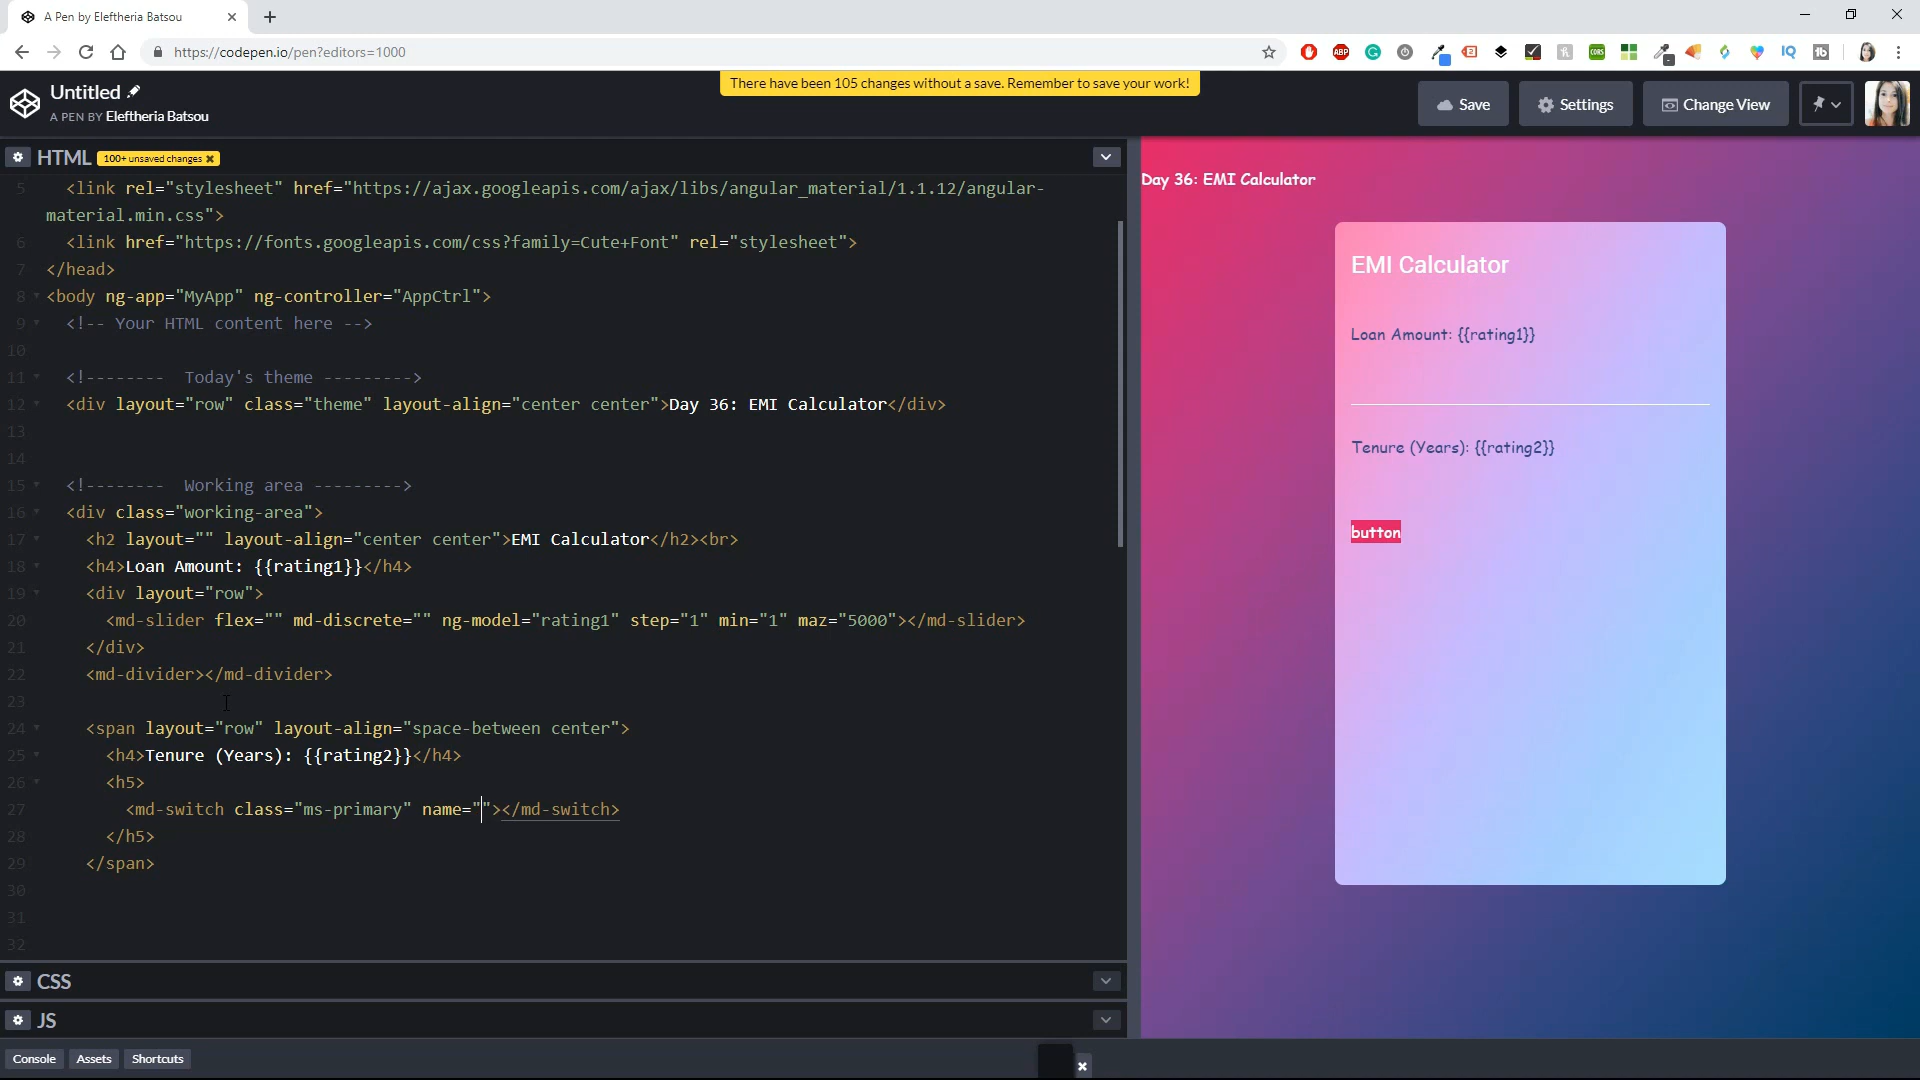 A Pen by Eleftheria Batsou
https://codepen.io/pen?editors=1000
There have been 105 changes without a save. Remember to save your work!
Untitled
A PEN BY Eleftheria Batsou
Save
Settings
Change View
HTML
100+ unsaved changes x
5 <link rel="stylesheet" href="https://ajax.googleapis.com/ajax/libs/angular_material/1.1.12/angular-
material.min.css">
6 <link href="https://fonts.googleapis.com/css?family=Cute+Font" rel="stylesheet">
7 </head>
8 <body ng-app="MyApp" ng-controller="AppCtrl">
9 <!-- Your HTML content here -->
10
11 <!-------- Today's theme --------->
12 <div layout="row" class="theme" layout-align="center center">Day 36: EMI Calculator</div>
13
14
15 <!-------- Working area --------->
16 <div class="working-area">
17 <h2 layout="" layout-align="center center">EMI Calculator</h2><br>
18 <h4>Loan Amount: {{rating1}}</h4>
19 <div layout="row">
20 <md-slider flex="" md-discrete="" ng-model="rating1" step="1" min="1" maz="5000"></md-slider>
21 </div>
22 <md-divider></md-divider>
23
24 <span layout="row" layout-align="space-between center">
25 <h4>Tenure (Years): {{rating2}}</h4>
26 <h5>
27 <md-switch class="ms-primary" name=""></md-switch>
28 </h5>
29 </span>
30
31
32
CSS
JS
Console
Assets
Shortcuts
Day 36: EMI Calculator
EMI Calculator
Loan Amount: {{rating1}}
Tenure (Years): {{rating2}}
button